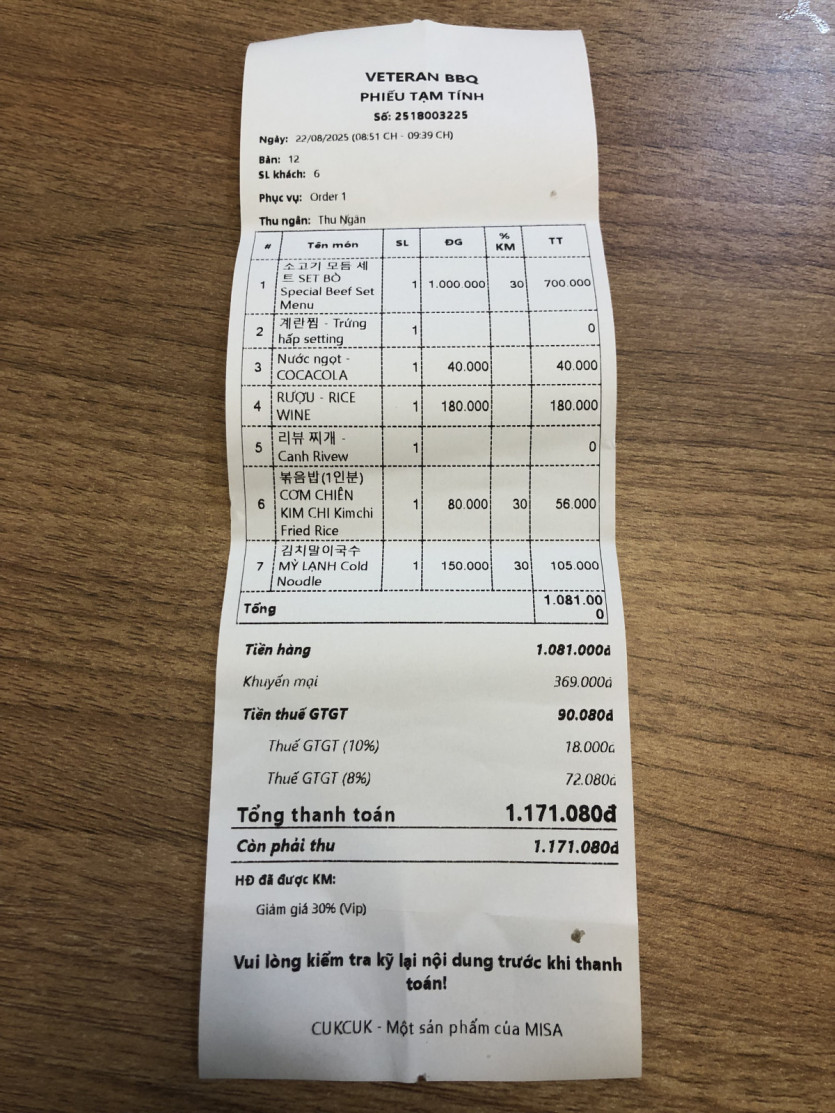 VETERAN BBQ
PHIẾU TẠM TÍNH
Số: 2518003225
Ngày: 22/08/2025 (08:51 CH - 09:39 CH)
Bàn: 12
SL khách: 6
Phục vụ: Order 1
Thu ngân: Thu Ngân
# Tên món SL ĐG % KM TT
소고기 모듬 세
트 SET BÒ
1 Special Beef Set 1 1.000.000 30 700.000
Menu
2 계란찜 - Trứng 1 0
hấp setting
3 Nước ngọt - 1 40.000 40.000
COCACOLA
4 RƯỢU - RICE 1 180.000 180.000
WINE
5 리뷰 찌개 - 1 0
Canh Rivew
볶음밥(1인분)
CƠM CHIÊN
6 KIM CHI Kimchi 1 80.000 30 56.000
Fried Rice
김치말이국수
7 MỲ LẠNH Cold 1 150.000 30 105.000
Noodle
Tổng 1.081.00
0
Tiền hàng 1.081.000đ
Khuyến mại 369.000đ
Tiền thuế GTGT 90.080đ
Thuế GTGT (10%) 18.000đ
Thuế GTGT (8%) 72.080đ
Tổng thanh toán 1.171.080đ
Còn phải thu 1.171.080đ
HĐ đã được KM:
Giảm giá 30% (Vip)
Vui lòng kiểm tra kỹ lại nội dung trước khi thanh
toán!
CUKCUK - Một sản phẩm của MISA